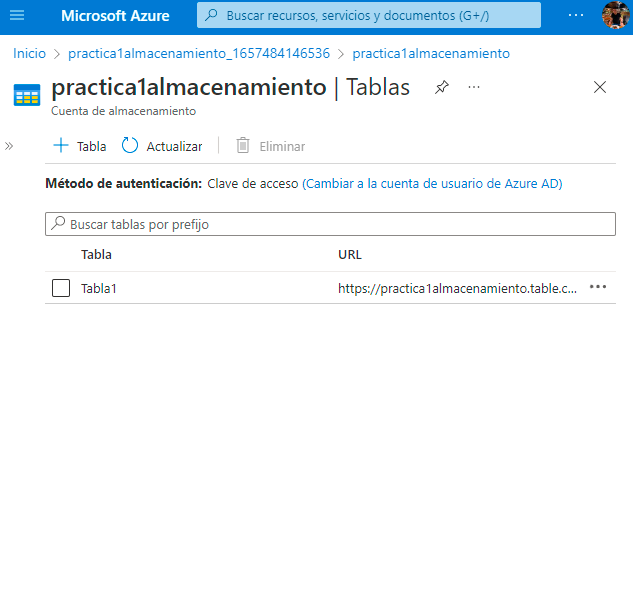 Microsoft Azure
Buscar recursos, servicios y documentos (G+/)
Inicio > practica1almacenamiento_1657484146536 > practica1almacenamiento
practica1almacenamiento | Tablas
Cuenta de almacenamiento
Tabla
Actualizar
Eliminar
Método de autenticación: Clave de acceso (Cambiar a la cuenta de usuario de Azure AD)
Buscar tablas por prefijo
Tabla URL
Tabla1 https://practica1almacenamiento.table.c...